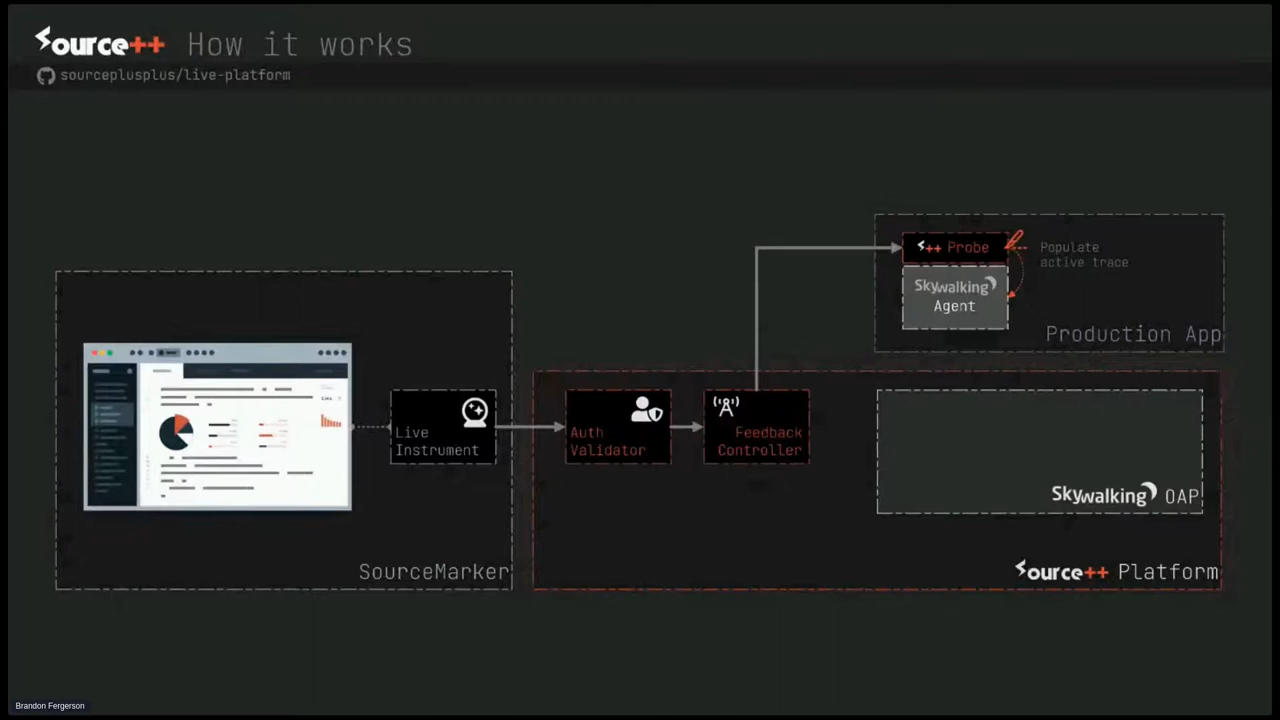 Source++ How it works
sourceplusplus/live-platform
S++ Probe
Populate
active trace
Skywalking
Agent
Production App
Live
Instrument
Auth
Validator
Feedback
Controller
Skywalking OAP
SourceMarker
Source++ Platform
Brandon Fergerson